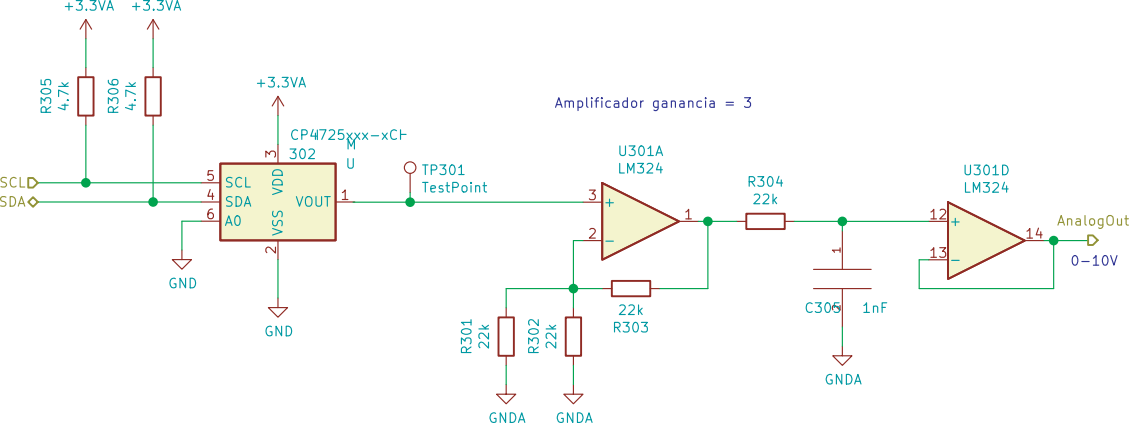 +3.3VA
+3.3VA
R305
4.7k
R306
4.7k
+3.3VA
CP4725xxx-xCH
M
302
U
SCL
SDA
5
4
6
SCL
SDA
A0
3
VDD
VSS
2
VOUT
1
GND
GND
TP301
TestPoint
Amplificador ganancia = 3
U301A
LM324
3
+
2
−
1
R301
22k
R302
22k
22k
R303
GNDA
GNDA
R304
22k
1
2
C305
1nF
GNDA
U301D
LM324
12
+
13
−
14
AnalogOut
0-10V